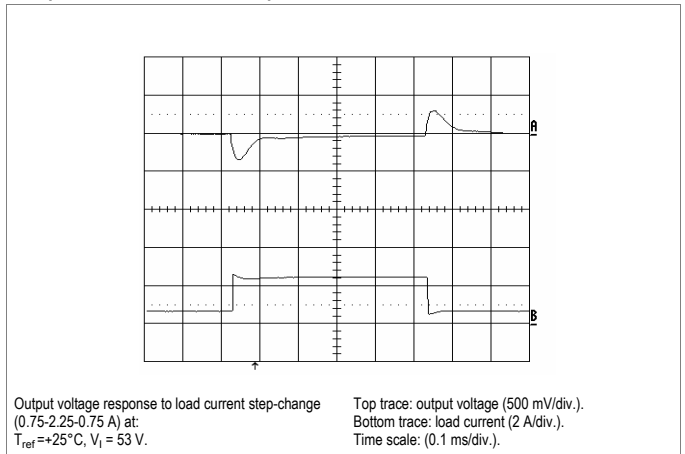 A
B
Output voltage response to load current step-change
(0.75-2.25-0.75 A) at:
Tref =+25°C, VI = 53 V.
Top trace: output voltage (500 mV/div.).
Bottom trace: load current (2 A/div.).
Time scale: (0.1 ms/div.).